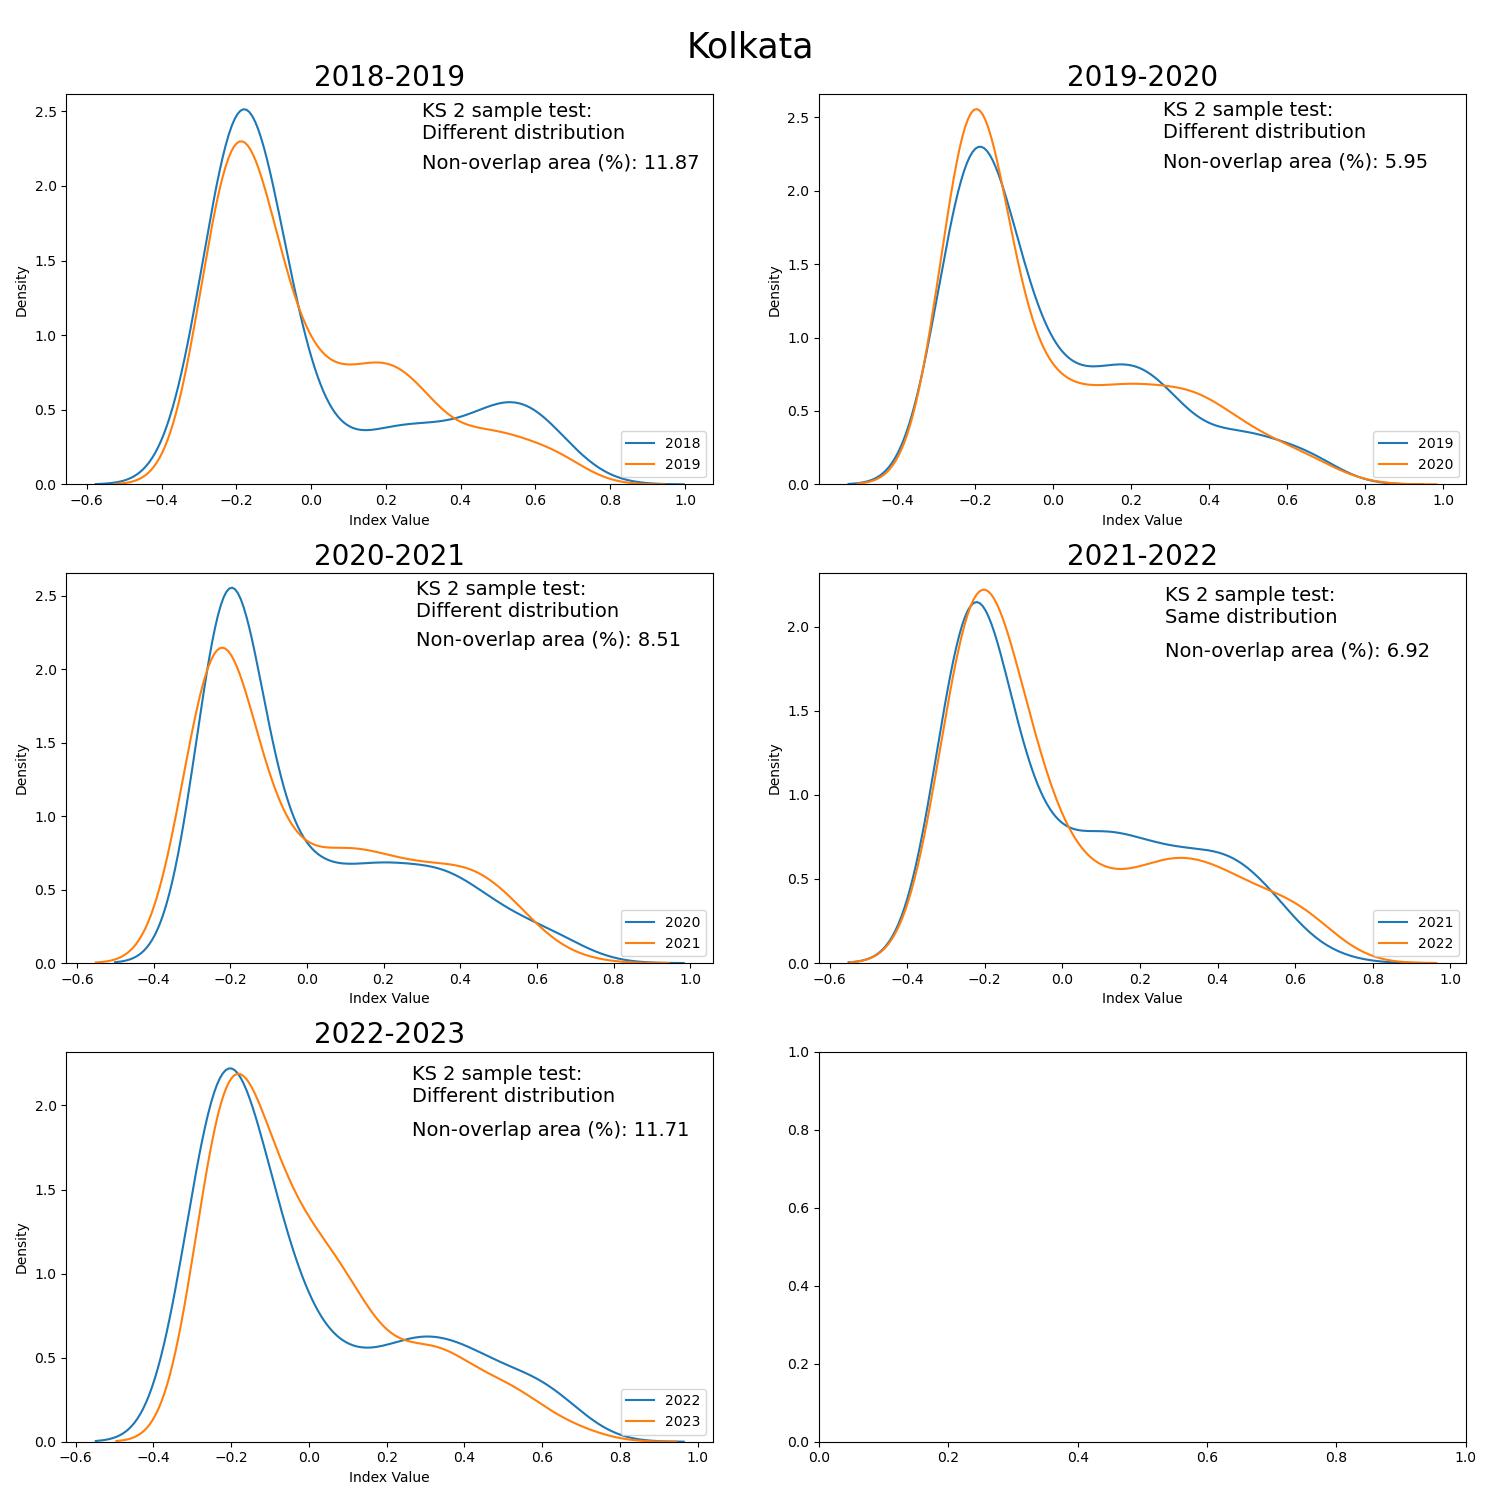 Kolkata
2018-2019
KS 2 sample test:
Different distribution
Non-overlap area (%): 11.87
2.5
2.0
1.5
1.0
0.5
0.0
Density
2018
2019
−0.6 −0.4 −0.2 0.0 0.2 0.4 0.6 0.8 1.0
Index Value
2019-2020
KS 2 sample test:
Different distribution
Non-overlap area (%): 5.95
2.5
2.0
1.5
1.0
0.5
0.0
Density
2019
2020
−0.4 −0.2 0.0 0.2 0.4 0.6 0.8 1.0
Index Value
2020-2021
KS 2 sample test:
Different distribution
Non-overlap area (%): 8.51
2.5
2.0
1.5
1.0
0.5
0.0
Density
2020
2021
−0.6 −0.4 −0.2 0.0 0.2 0.4 0.6 0.8 1.0
Index Value
2021-2022
KS 2 sample test:
Same distribution
Non-overlap area (%): 6.92
2.0
1.5
1.0
0.5
0.0
Density
2021
2022
−0.6 −0.4 −0.2 0.0 0.2 0.4 0.6 0.8 1.0
Index Value
2022-2023
KS 2 sample test:
Different distribution
Non-overlap area (%): 11.71
2.0
1.5
1.0
0.5
0.0
Density
2022
2023
−0.6 −0.4 −0.2 0.0 0.2 0.4 0.6 0.8 1.0
Index Value
1.0
0.8
0.6
0.4
0.2
0.0
0.0 0.2 0.4 0.6 0.8 1.0